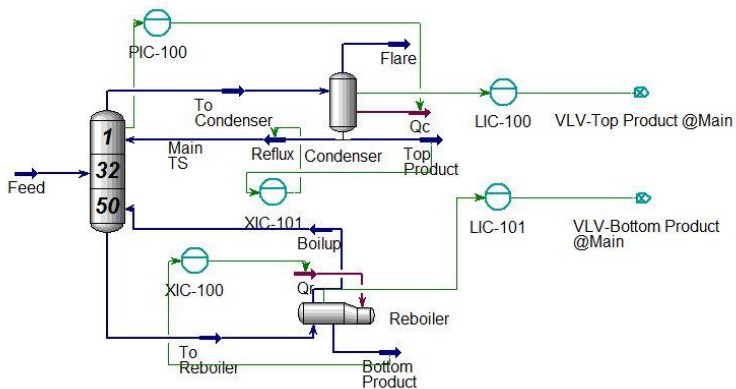 PIC-100
Flare
To
Condenser
Qc
LIC-100
VLV-Top Product @Main
1
Main
TS
Reflux
Condenser
Top
Product
32
Feed
50
XIC-101
LIC-101
VLV-Bottom Product
@Main
Boilup
XIC-100
Qr
Reboiler
To
Reboiler
Bottom
Product